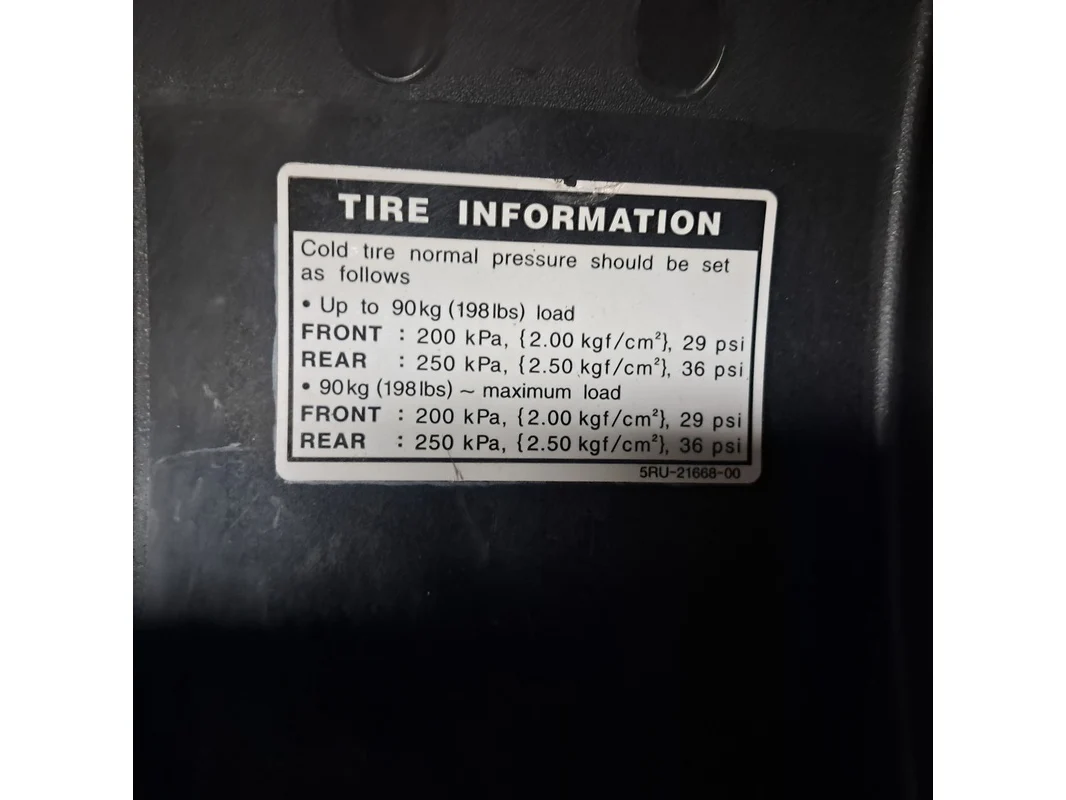 TIRE INFORMATION
Cold tire normal pressure should be set
as follows
• Up to 90kg (198lbs) load
FRONT : 200 kPa, {2.00 kgf/cm²}, 29 psi
REAR : 250 kPa, {2.50 kgf/cm²}, 36 psi
• 90kg (198lbs) ~ maximum load
FRONT : 200 kPa, {2.00 kgf/cm²}, 29 psi
REAR : 250 kPa, {2.50 kgf/cm²}, 36 psi
5RU-21668-00